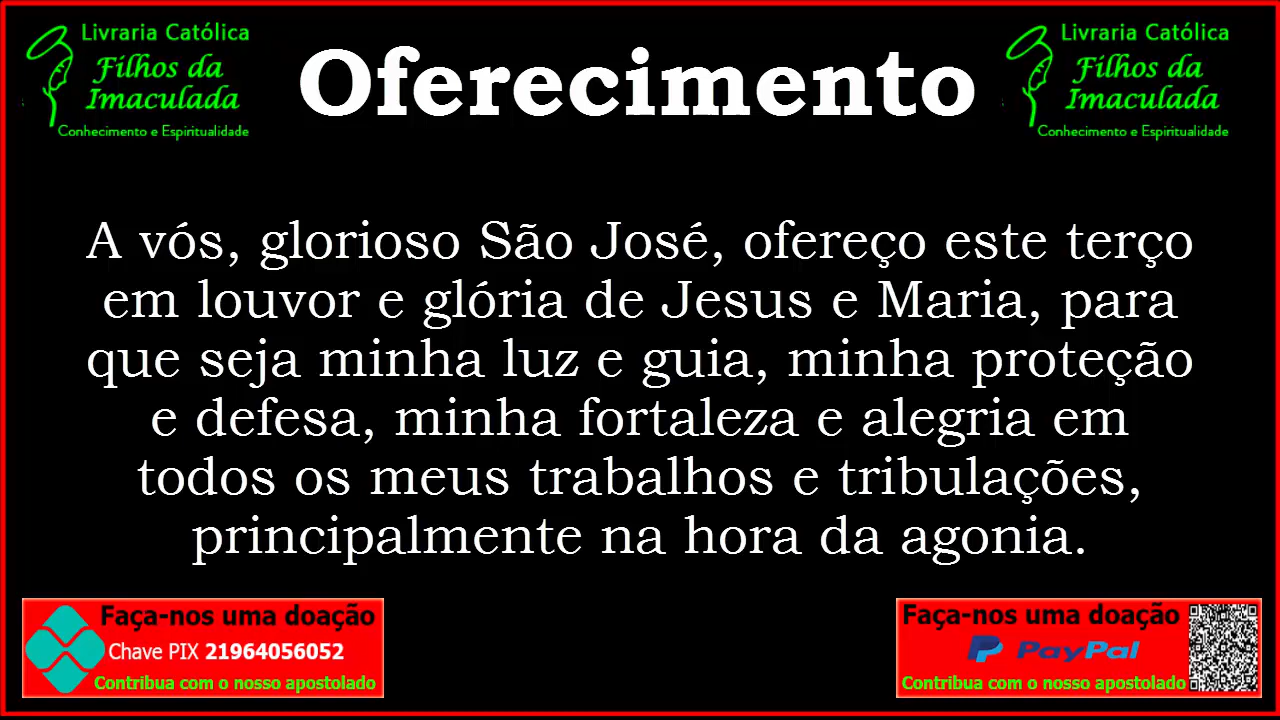 Livraria Católica
Filhos da
Imaculada
Conhecimento e Espiritualidade
Oferecimento
Livraria Católica
Filhos da
Imaculada
Conhecimento e Espiritualidade
A vós, glorioso São José, ofereço este terço
em louvor e glória de Jesus e Maria, para
que seja minha luz e guia, minha proteção
e defesa, minha fortaleza e alegria em
todos os meus trabalhos e tribulações,
principalmente na hora da agonia.
Faça-nos uma doação
Chave PIX 21964056052
Contribua com o nosso apostolado
Faça-nos uma doação
PayPal
Contribua com o nosso apostolado